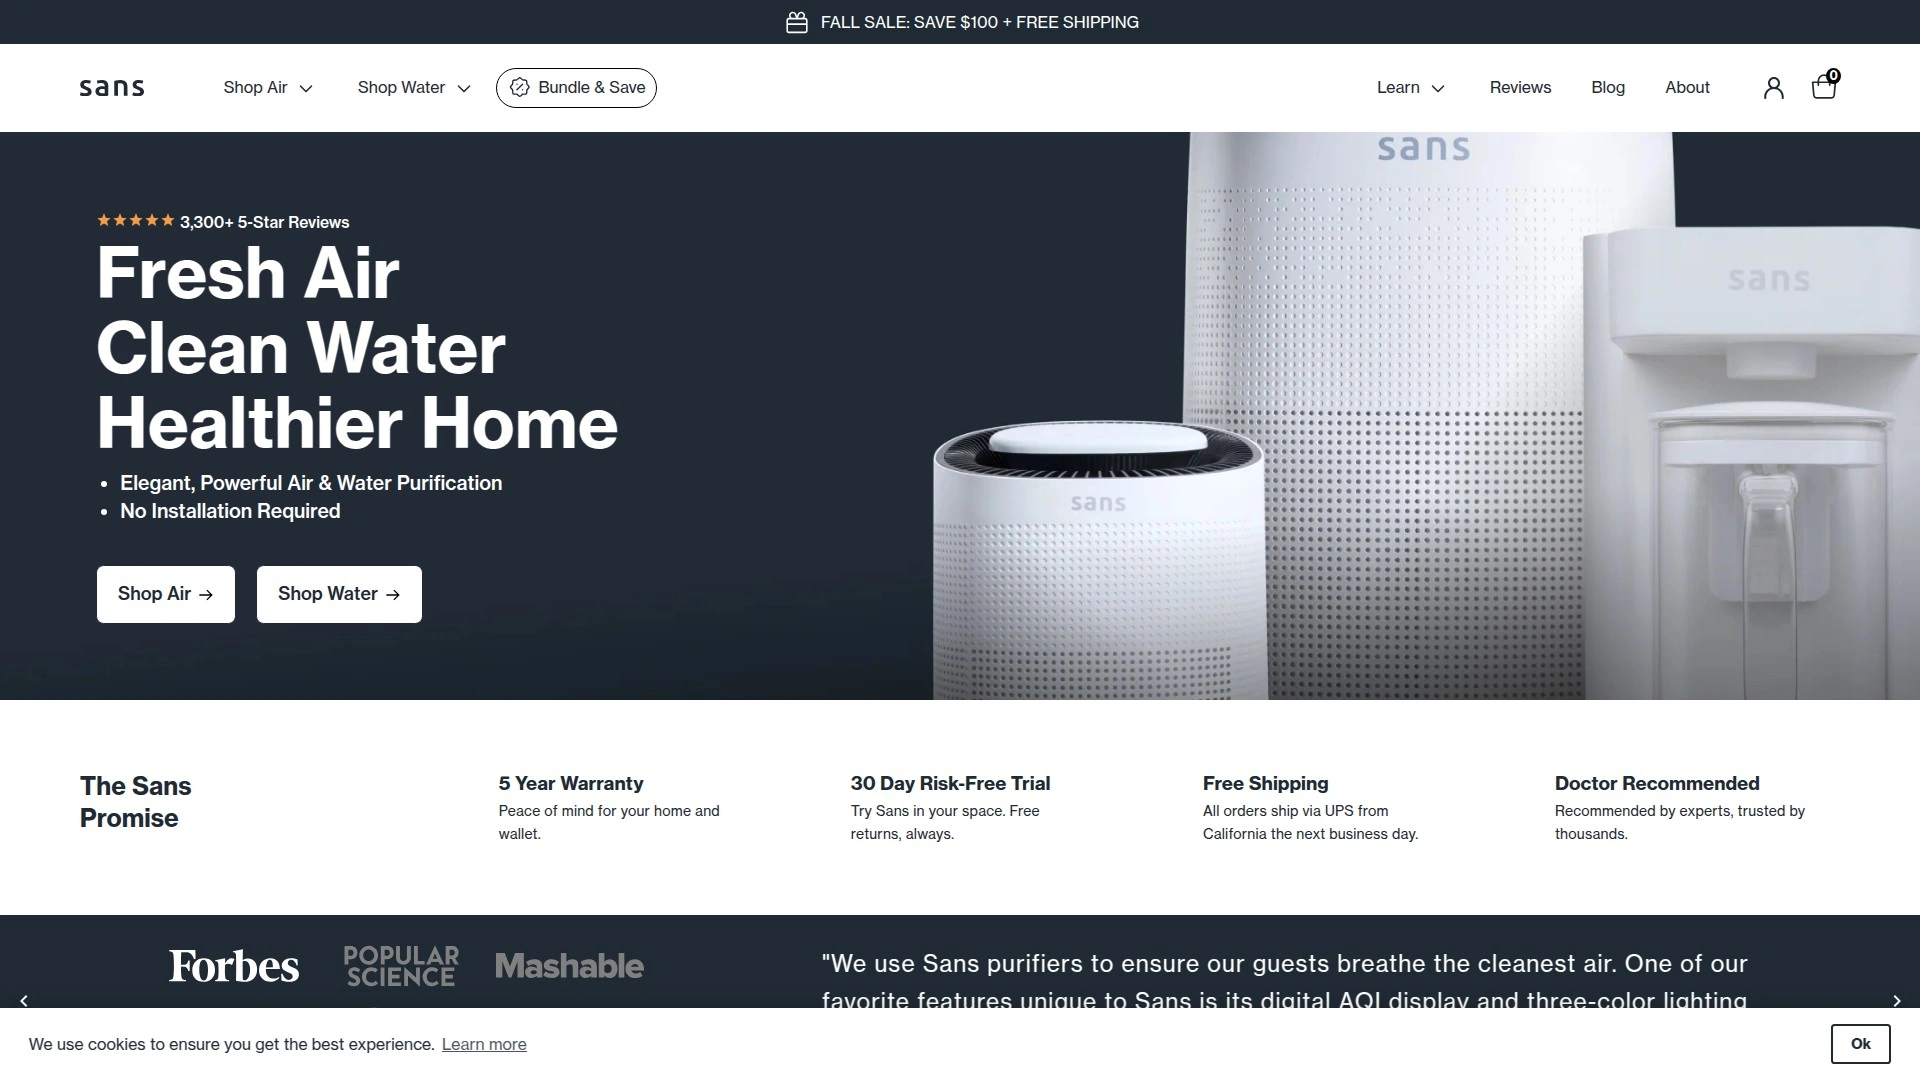 FALL SALE: SAVE $100 + FREE SHIPPING
sans
Shop Air
Shop Water
Bundle & Save
Learn
Reviews
Blog
About
0
sans
sans
sans
3,300+ 5-Star Reviews
Fresh Air
Clean Water
Healthier Home
• Elegant, Powerful Air & Water Purification
• No Installation Required
Shop Air →
Shop Water →
The Sans
Promise
5 Year Warranty
Peace of mind for your home and
wallet.
30 Day Risk-Free Trial
Try Sans in your space. Free
returns, always.
Free Shipping
All orders ship via UPS from
California the next business day.
Doctor Recommended
Recommended by experts, trusted by
thousands.
Forbes
POPULAR
SCIENCE
Mashable
"We use Sans purifiers to ensure our guests breathe the cleanest air. One of our
favorite features unique to Sans is its digital AQI display and three-color lighting
We use cookies to ensure you get the best experience. Learn more
Ok